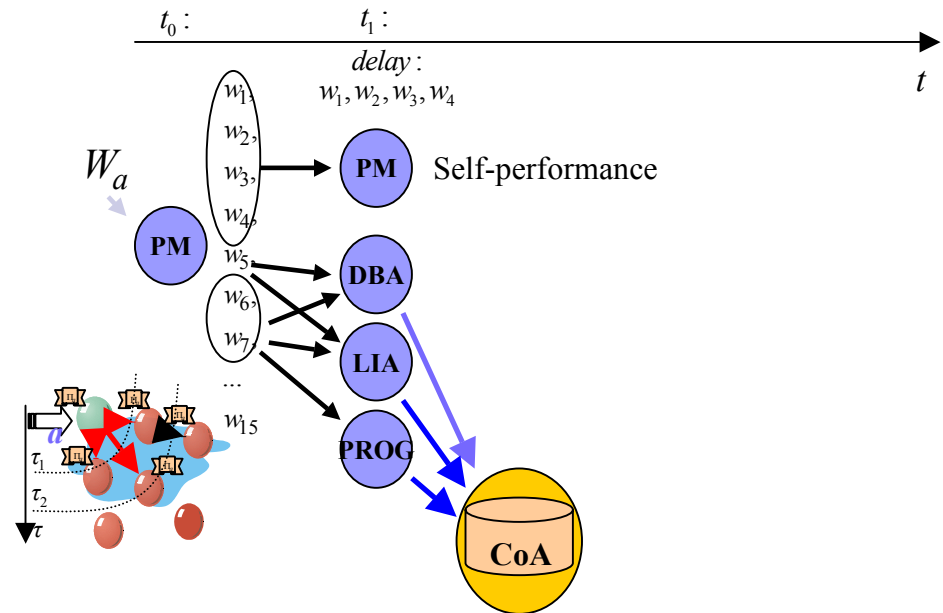 t0 :
t1 :
t
delay :
w1, w2, w3, w4
w1,
w2,
w3,
w4,
w5,
w6,
w7,
...
w15
Wa
PM
PM
Self-performance
DBA
LIA
PROG
CoA
a
τ1
τ2
τ